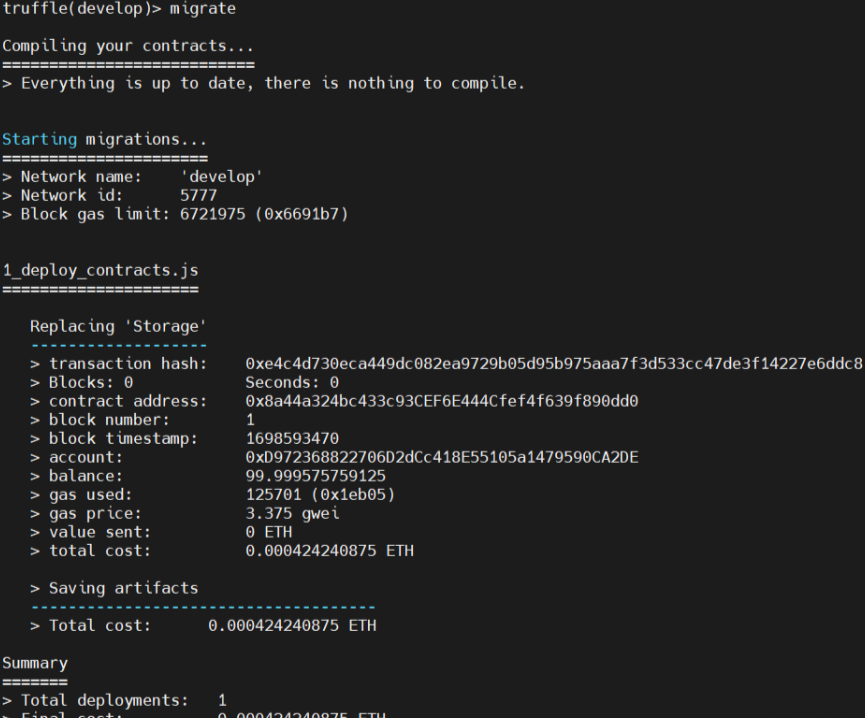 truffle(develop)> migrate
Compiling your contracts...
===========================
> Everything is up to date, there is nothing to compile.
Starting migrations...
======================
> Network name:    'develop'
> Network id:      5777
> Block gas limit: 6721975 (0x6691b7)
1_deploy_contracts.js
=====================
Replacing 'Storage'
-------------------
> transaction hash:    0xe4c4d730eca449dc082ea9729b05d95b975aaa7f3d533cc47de3f14227e6ddc8
> Blocks: 0            Seconds: 0
> contract address:    0x8a44a324bc433c93CEF6E444Cfef4f639f890dd0
> block number:        1
> block timestamp:     1698593470
> account:             0xD972368822706D2dCc418E55105a1479590CA2DE
> balance:             99.999575759125
> gas used:            125701 (0x1eb05)
> gas price:           3.375 gwei
> value sent:          0 ETH
> total cost:          0.000424240875 ETH
> Saving artifacts
-------------------------------------
> Total cost:      0.000424240875 ETH
Summary
=======
> Total deployments:   1
> Final cost:          0.000424240875 ETH